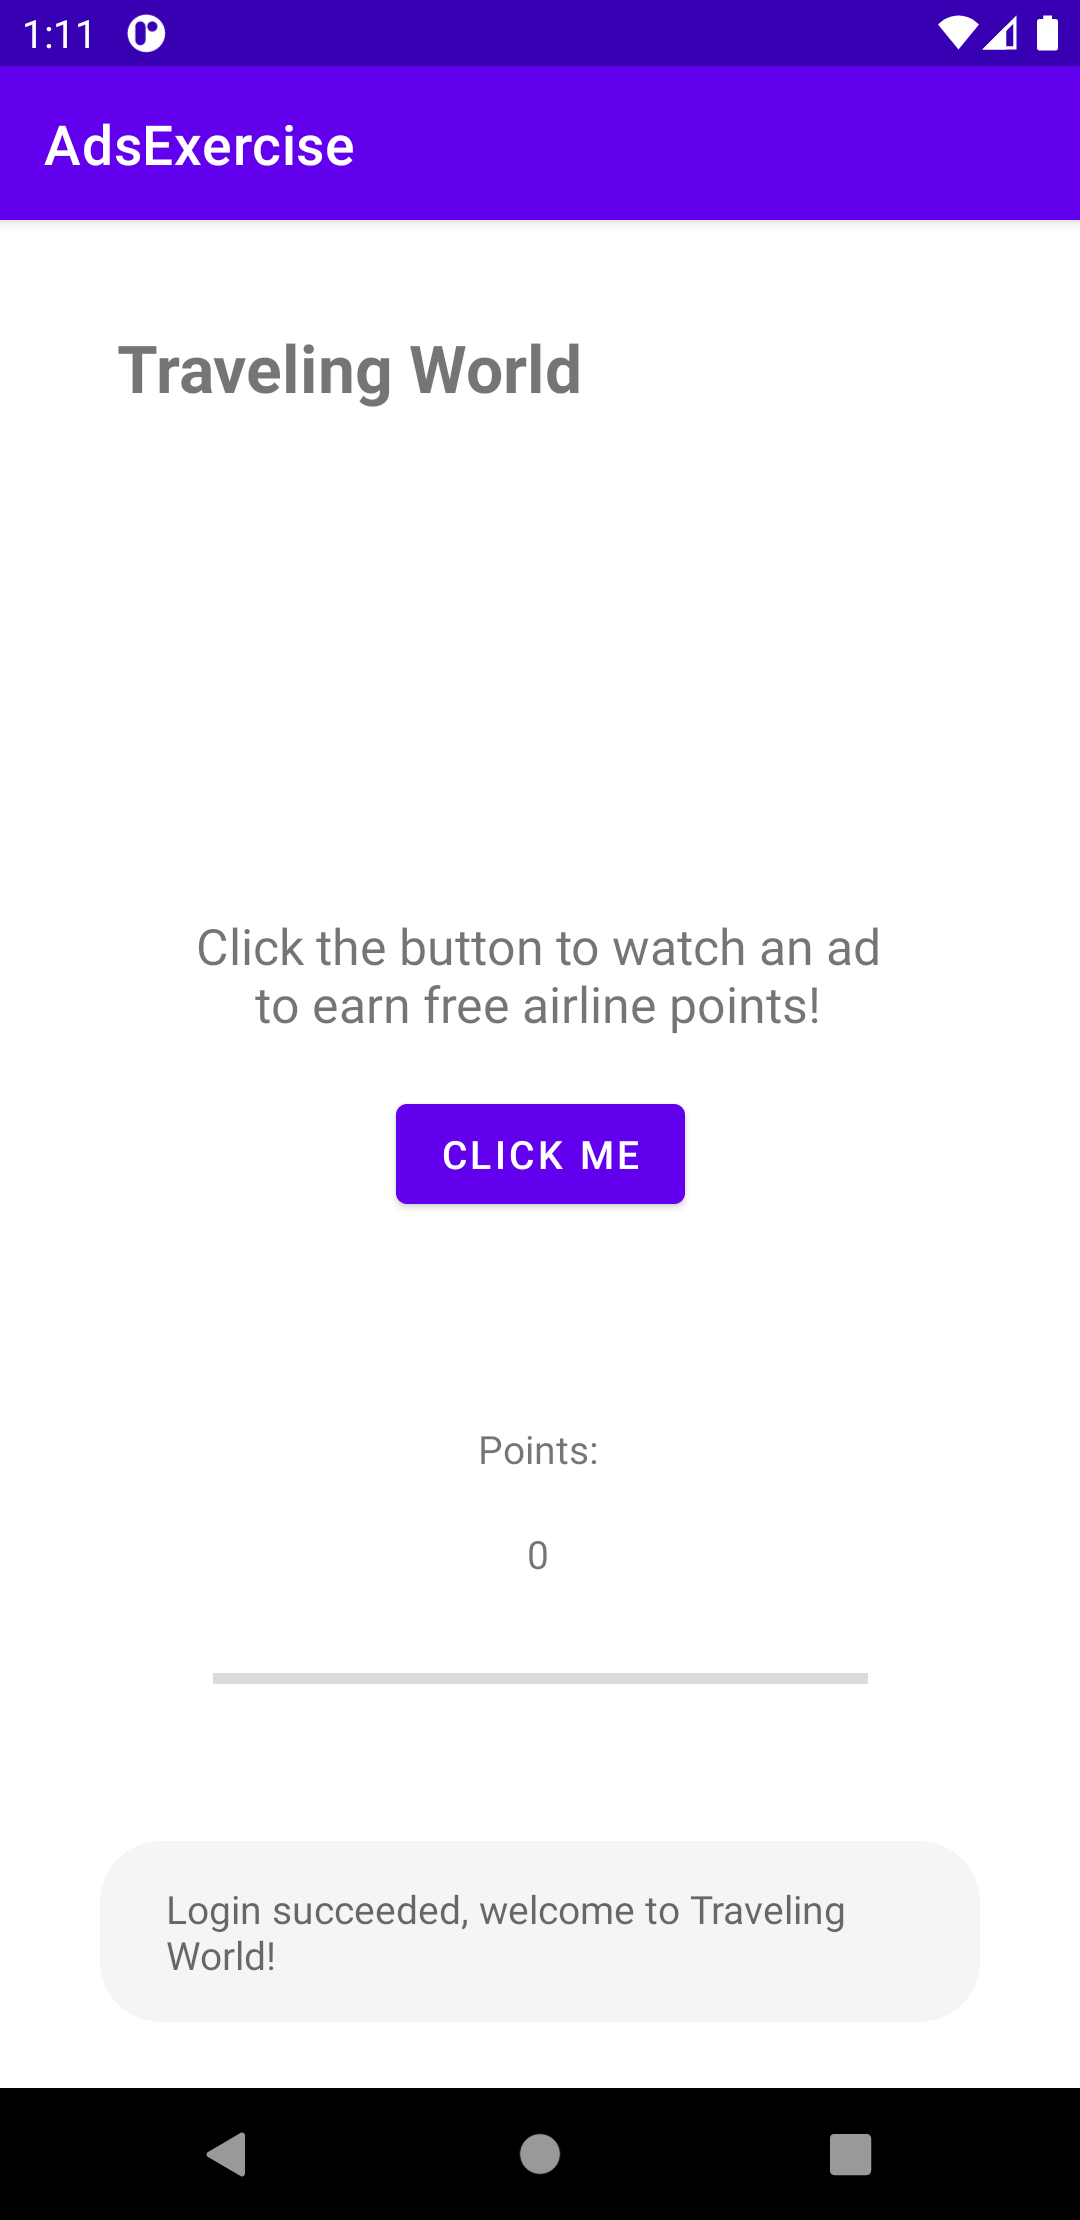 1:11
AdsExercise
Traveling World
Click the button to watch an ad
to earn free airline points!
CLICK ME
Points:
0
Login succeeded, welcome to Traveling
World!